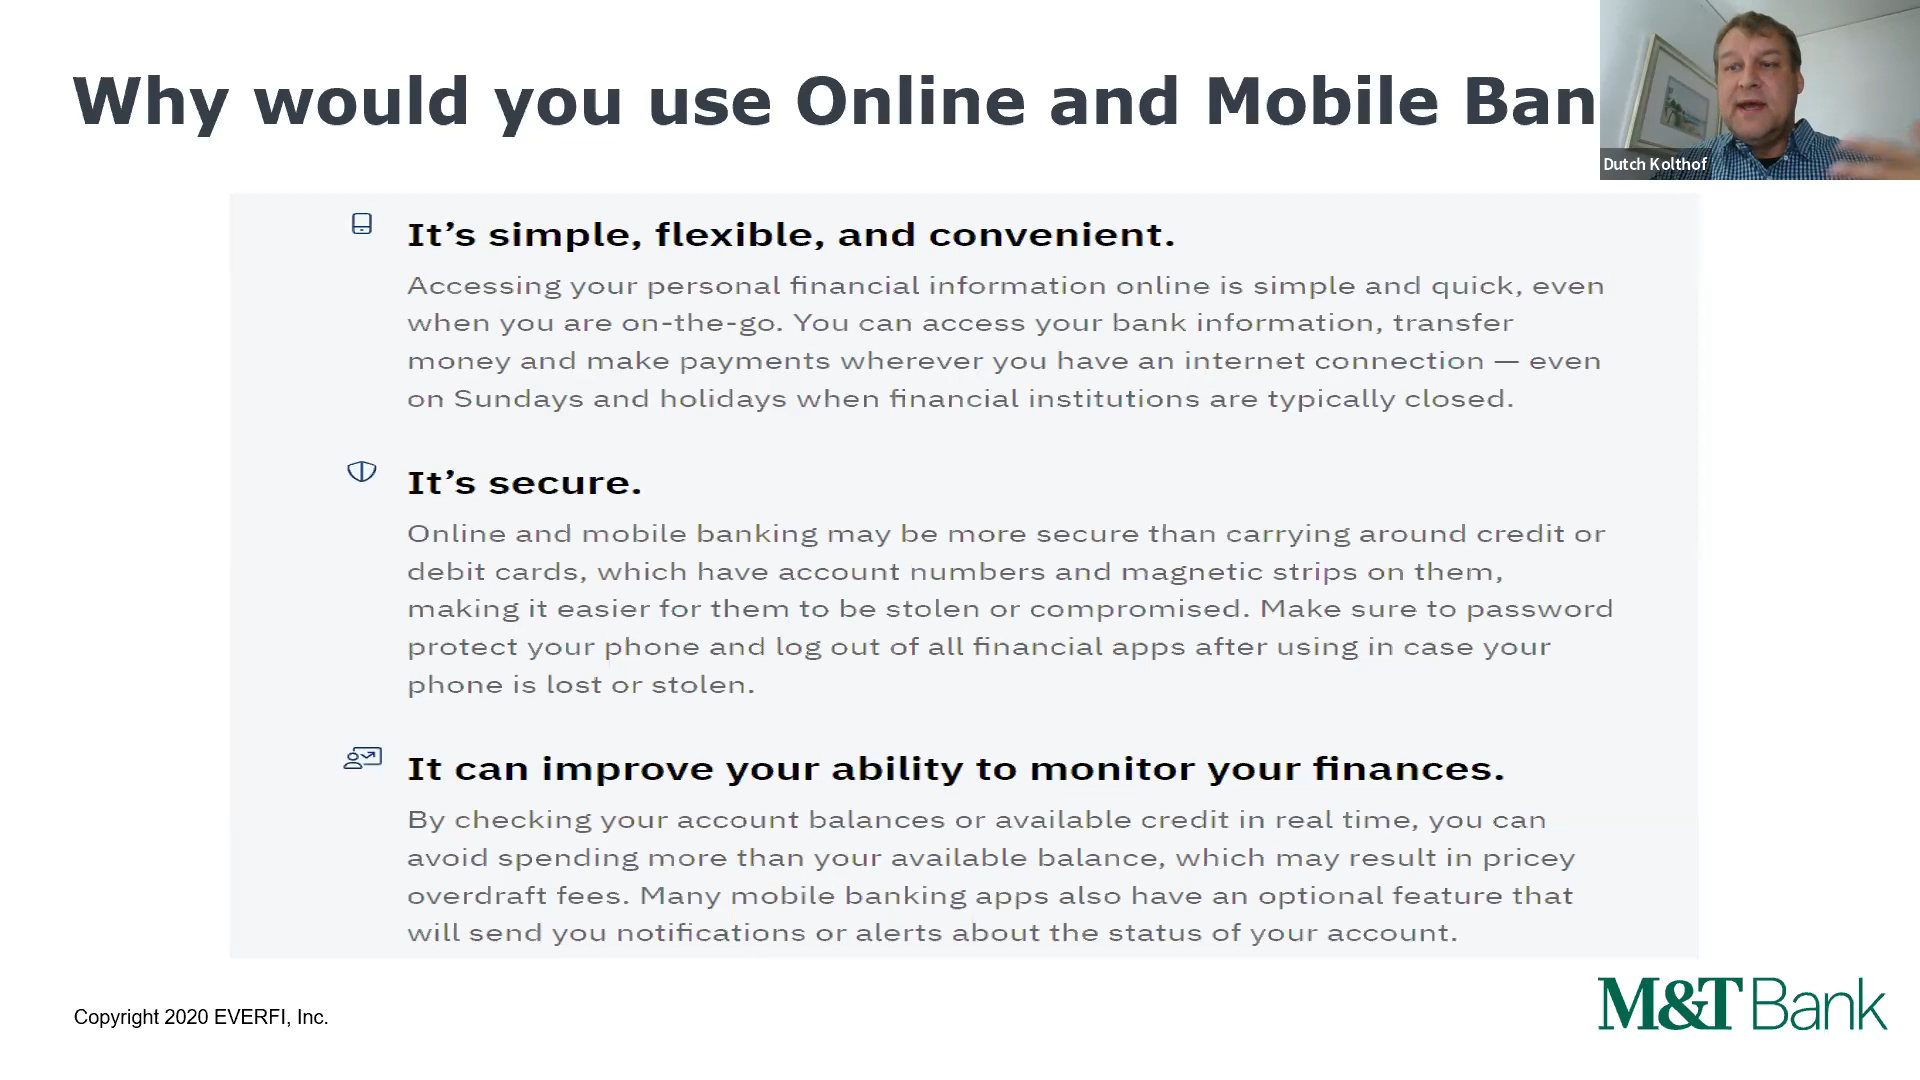 Why would you use Online and Mobile Ban
Dutch Kolthof
It’s simple, flexible, and convenient.
Accessing your personal financial information online is simple and quick, even
when you are on-the-go. You can access your bank information, transfer
money and make payments wherever you have an internet connection — even
on Sundays and holidays when financial institutions are typically closed.
It’s secure.
Online and mobile banking may be more secure than carrying around credit or
debit cards, which have account numbers and magnetic strips on them,
making it easier for them to be stolen or compromised. Make sure to password
protect your phone and log out of all financial apps after using in case your
phone is lost or stolen.
It can improve your ability to monitor your finances.
By checking your account balances or available credit in real time, you can
avoid spending more than your available balance, which may result in pricey
overdraft fees. Many mobile banking apps also have an optional feature that
will send you notifications or alerts about the status of your account.
Copyright 2020 EVERFI, Inc.
M&T Bank